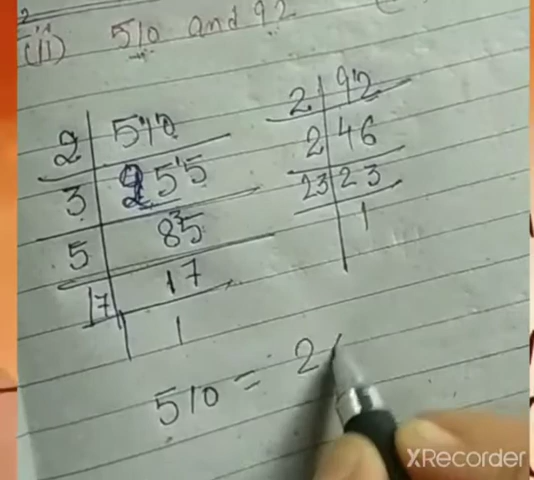 (ii) 510 and 92
2 | 510
3 | 255
5 | 85
17 | 17
1
2 | 92
2 | 46
23 | 23
1
510 = 2
XRecorder